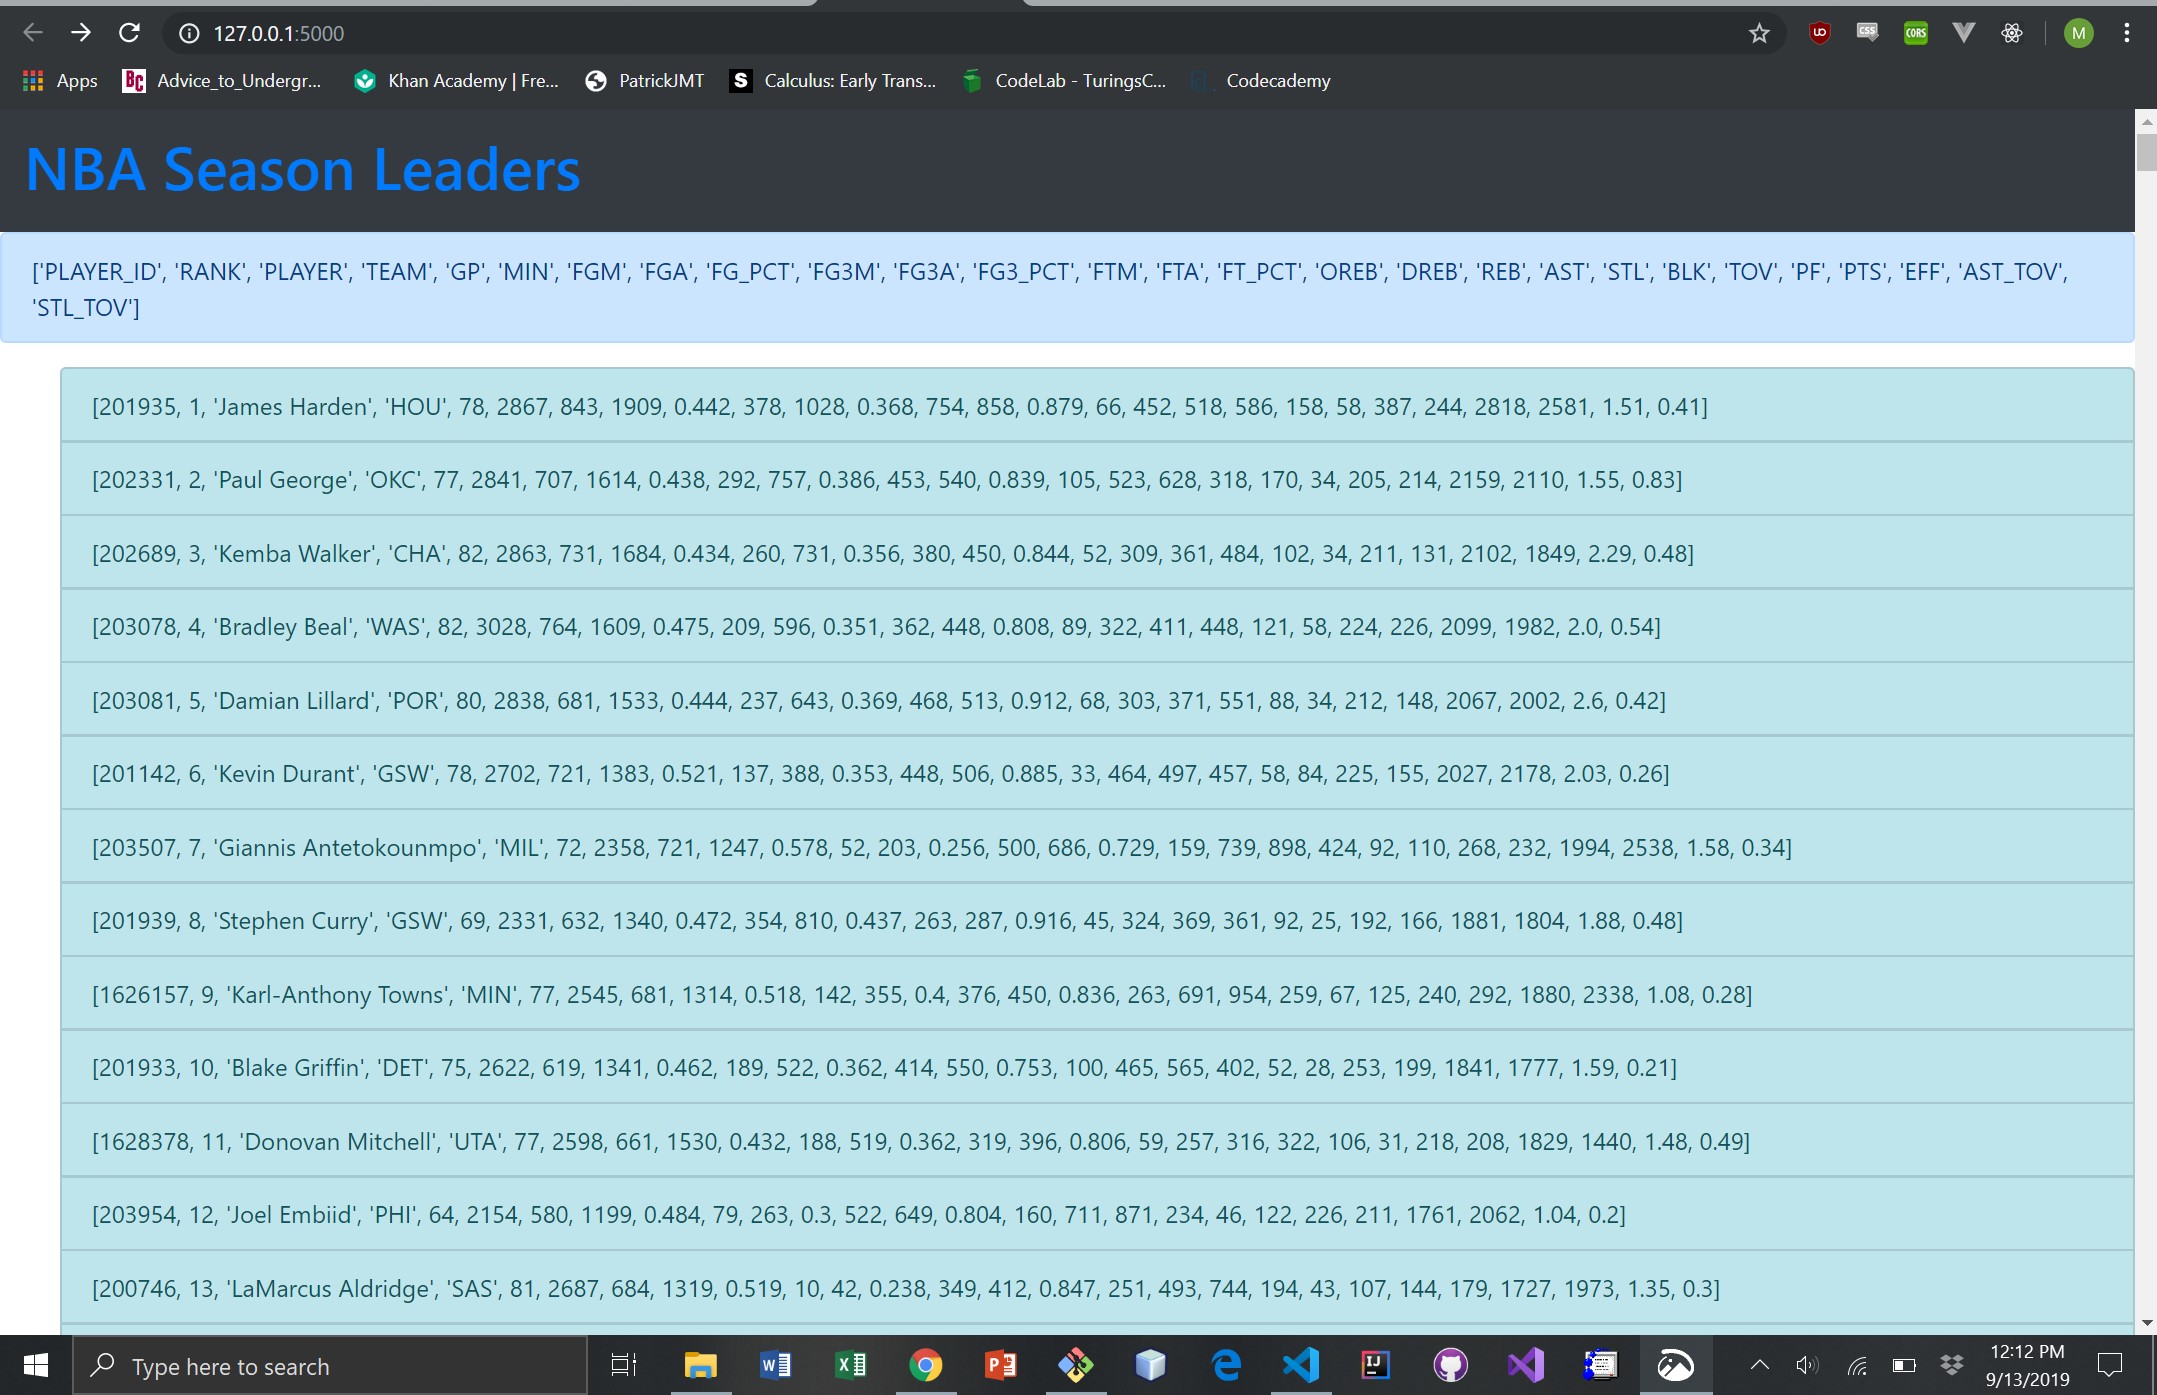 127.0.0.1:5000
UO CSS CORS M
Apps BC Advice_to_Undergr... Khan Academy | Fre... PatrickJMT S Calculus: Early Trans... CodeLab - TuringsC... Codecademy
NBA Season Leaders
['PLAYER_ID', 'RANK', 'PLAYER', 'TEAM', 'GP', 'MIN', 'FGM', 'FGA', 'FG_PCT', 'FG3M', 'FG3A', 'FG3_PCT', 'FTM', 'FTA', 'FT_PCT', 'OREB', 'DREB', 'REB', 'AST', 'STL', 'BLK', 'TOV', 'PF', 'PTS', 'EFF', 'AST_TOV',
'STL_TOV']
[201935, 1, 'James Harden', 'HOU', 78, 2867, 843, 1909, 0.442, 378, 1028, 0.368, 754, 858, 0.879, 66, 452, 518, 586, 158, 58, 387, 244, 2818, 2581, 1.51, 0.41]
[202331, 2, 'Paul George', 'OKC', 77, 2841, 707, 1614, 0.438, 292, 757, 0.386, 453, 540, 0.839, 105, 523, 628, 318, 170, 34, 205, 214, 2159, 2110, 1.55, 0.83]
[202689, 3, 'Kemba Walker', 'CHA', 82, 2863, 731, 1684, 0.434, 260, 731, 0.356, 380, 450, 0.844, 52, 309, 361, 484, 102, 34, 211, 131, 2102, 1849, 2.29, 0.48]
[203078, 4, 'Bradley Beal', 'WAS', 82, 3028, 764, 1609, 0.475, 209, 596, 0.351, 362, 448, 0.808, 89, 322, 411, 448, 121, 58, 224, 226, 2099, 1982, 2.0, 0.54]
[203081, 5, 'Damian Lillard', 'POR', 80, 2838, 681, 1533, 0.444, 237, 643, 0.369, 468, 513, 0.912, 68, 303, 371, 551, 88, 34, 212, 148, 2067, 2002, 2.6, 0.42]
[201142, 6, 'Kevin Durant', 'GSW', 78, 2702, 721, 1383, 0.521, 137, 388, 0.353, 448, 506, 0.885, 33, 464, 497, 457, 58, 84, 225, 155, 2027, 2178, 2.03, 0.26]
[203507, 7, 'Giannis Antetokounmpo', 'MIL', 72, 2358, 721, 1247, 0.578, 52, 203, 0.256, 500, 686, 0.729, 159, 739, 898, 424, 92, 110, 268, 232, 1994, 2538, 1.58, 0.34]
[201939, 8, 'Stephen Curry', 'GSW', 69, 2331, 632, 1340, 0.472, 354, 810, 0.437, 263, 287, 0.916, 45, 324, 369, 361, 92, 25, 192, 166, 1881, 1804, 1.88, 0.48]
[1626157, 9, 'Karl-Anthony Towns', 'MIN', 77, 2545, 681, 1314, 0.518, 142, 355, 0.4, 376, 450, 0.836, 263, 691, 954, 259, 67, 125, 240, 292, 1880, 2338, 1.08, 0.28]
[201933, 10, 'Blake Griffin', 'DET', 75, 2622, 619, 1341, 0.462, 189, 522, 0.362, 414, 550, 0.753, 100, 465, 565, 402, 52, 28, 253, 199, 1841, 1777, 1.59, 0.21]
[1628378, 11, 'Donovan Mitchell', 'UTA', 77, 2598, 661, 1530, 0.432, 188, 519, 0.362, 319, 396, 0.806, 59, 257, 316, 322, 106, 31, 218, 208, 1829, 1440, 1.48, 0.49]
[203954, 12, 'Joel Embiid', 'PHI', 64, 2154, 580, 1199, 0.484, 79, 263, 0.3, 522, 649, 0.804, 160, 711, 871, 234, 46, 122, 226, 211, 1761, 2062, 1.04, 0.2]
[200746, 13, 'LaMarcus Aldridge', 'SAS', 81, 2687, 684, 1319, 0.519, 10, 42, 0.238, 349, 412, 0.847, 251, 493, 744, 194, 43, 107, 144, 179, 1727, 1973, 1.35, 0.3]
Type here to search
12:12 PM
9/13/2019